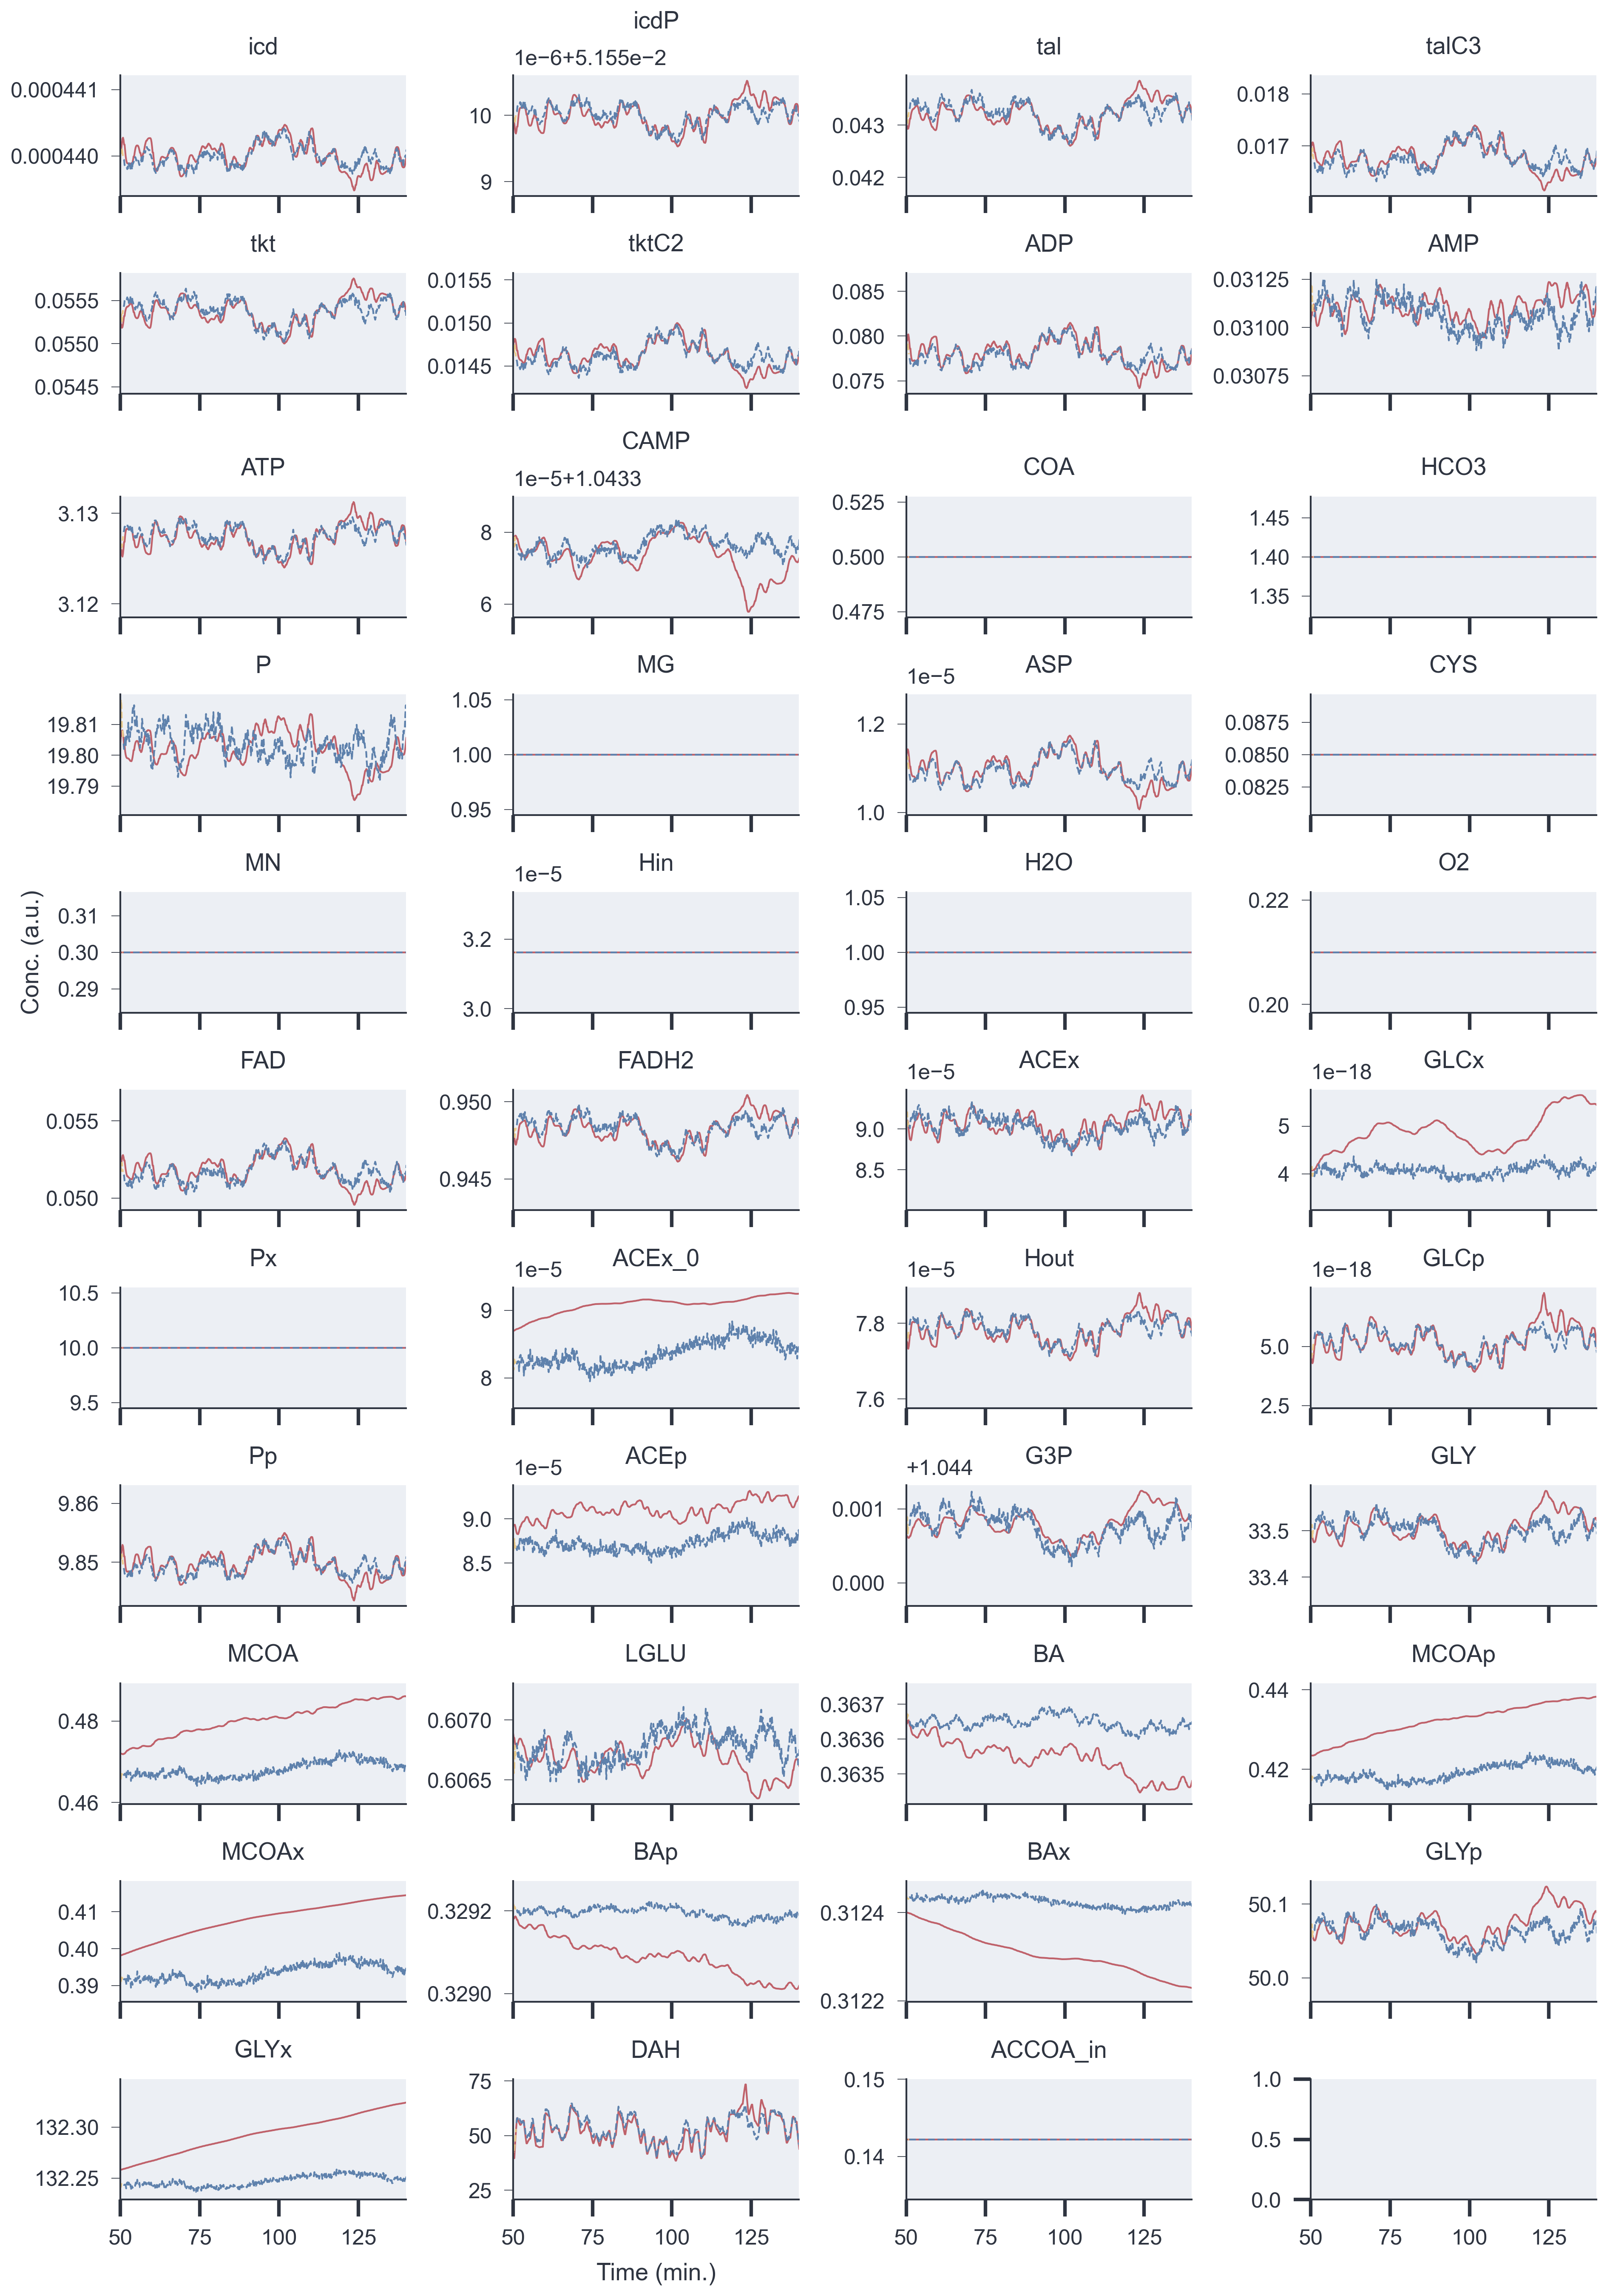 icd
icdP
tal
talC3
1e−6+5.155e−2
0.000441
0.000440
10
9
0.043
0.042
0.018
0.017
tkt
tktC2
ADP
AMP
0.0555
0.0550
0.0545
0.0155
0.0150
0.0145
0.085
0.080
0.075
0.03125
0.03100
0.03075
ATP
CAMP
COA
HCO3
1e−5+1.0433
3.13
3.12
8
6
0.525
0.500
0.475
1.45
1.40
1.35
P
MG
ASP
CYS
1e−5
19.81
19.80
19.79
1.05
1.00
0.95
1.2
1.0
0.0875
0.0850
0.0825
MN
Hin
H2O
O2
1e−5
0.31
0.30
0.29
3.2
3.0
1.05
1.00
0.95
0.22
0.20
Conc. (a.u.)
FAD
FADH2
ACEx
GLCx
1e−5
1e−18
0.055
0.050
0.950
0.945
9.0
8.5
5
4
Px
ACEx_0
Hout
GLCp
1e−5
1e−5
1e−18
10.5
10.0
9.5
9
8
7.8
7.6
5.0
2.5
Pp
ACEp
G3P
GLY
1e−5
+1.044
9.86
9.85
9.0
8.5
0.001
0.000
33.5
33.4
MCOA
LGLU
BA
MCOAp
0.48
0.46
0.6070
0.6065
0.3637
0.3636
0.3635
0.44
0.42
MCOAx
BAp
BAx
GLYp
0.41
0.40
0.39
0.3292
0.3290
0.3124
0.3122
50.1
50.0
GLYx
DAH
ACCOA_in
132.30
132.25
75
50
25
0.15
0.14
1.0
0.5
0.0
50 75 100 125
50 75 100 125
50 75 100 125
50 75 100 125
Time (min.)